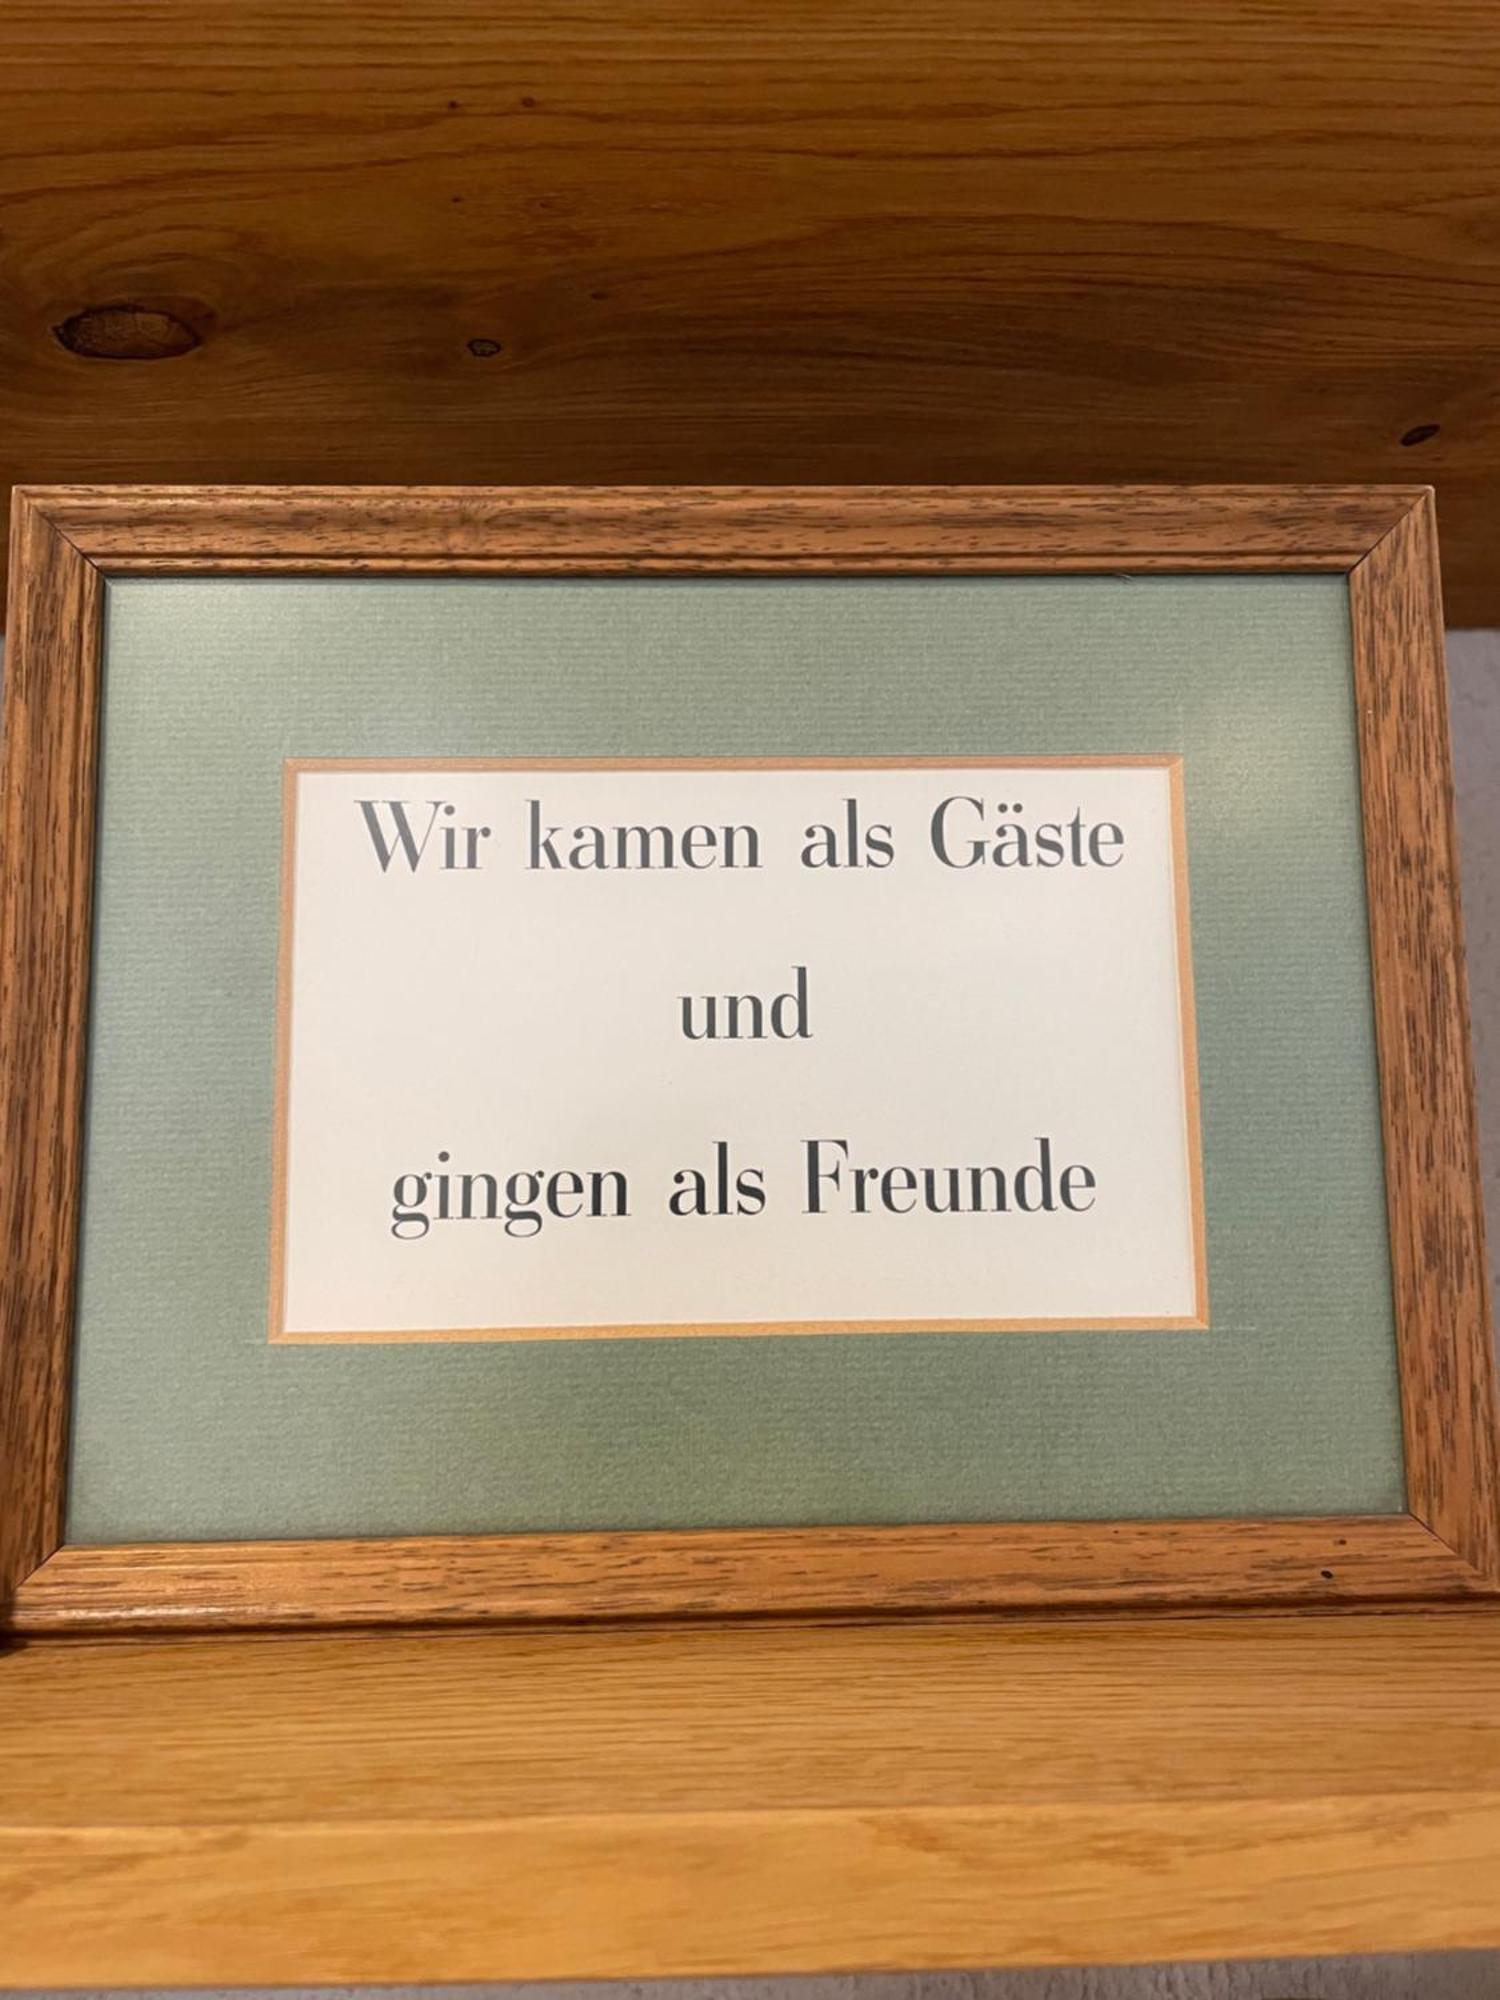 Wir kamen als Gäste
und
gingen als Freunde